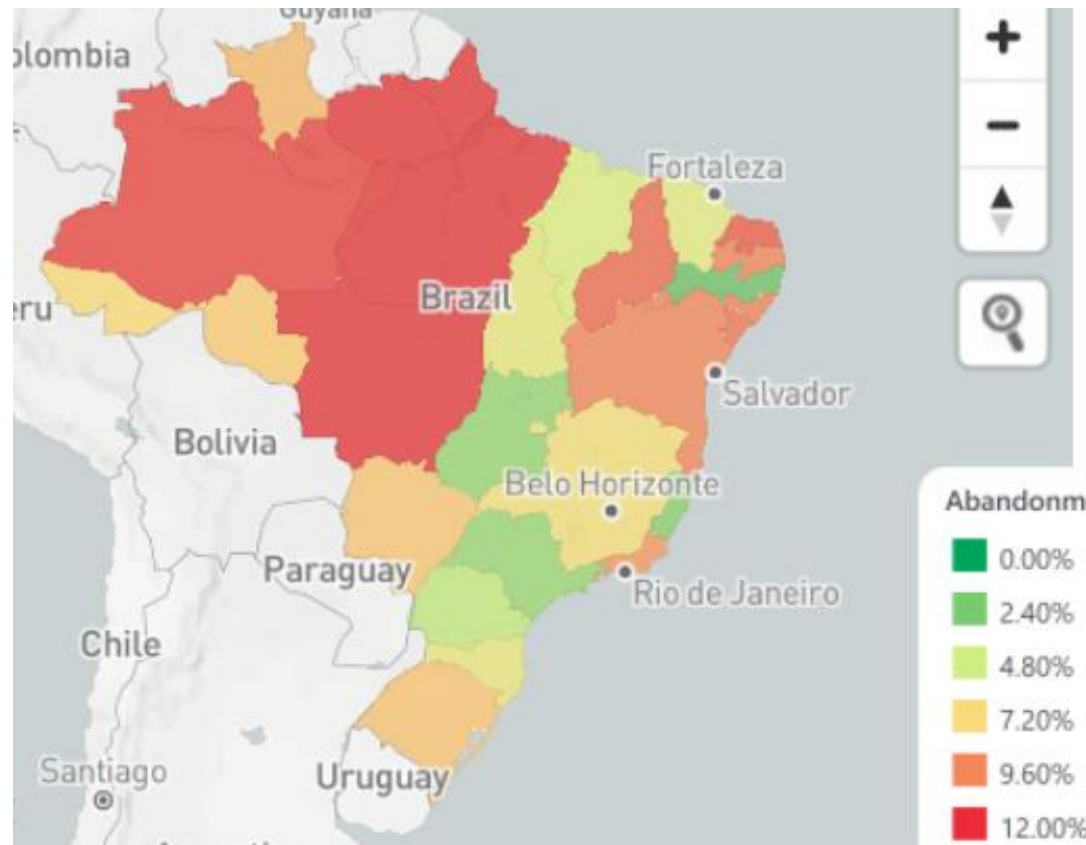 Guyana
olombia
Fortaleza
Brazil
eru
Salvador
Bolivia
Belo Horizonte
Paraguay
Rio de Janeiro
Chile
Santiago
Uruguay
Abandonm
0.00%
2.40%
4.80%
7.20%
9.60%
12.00%